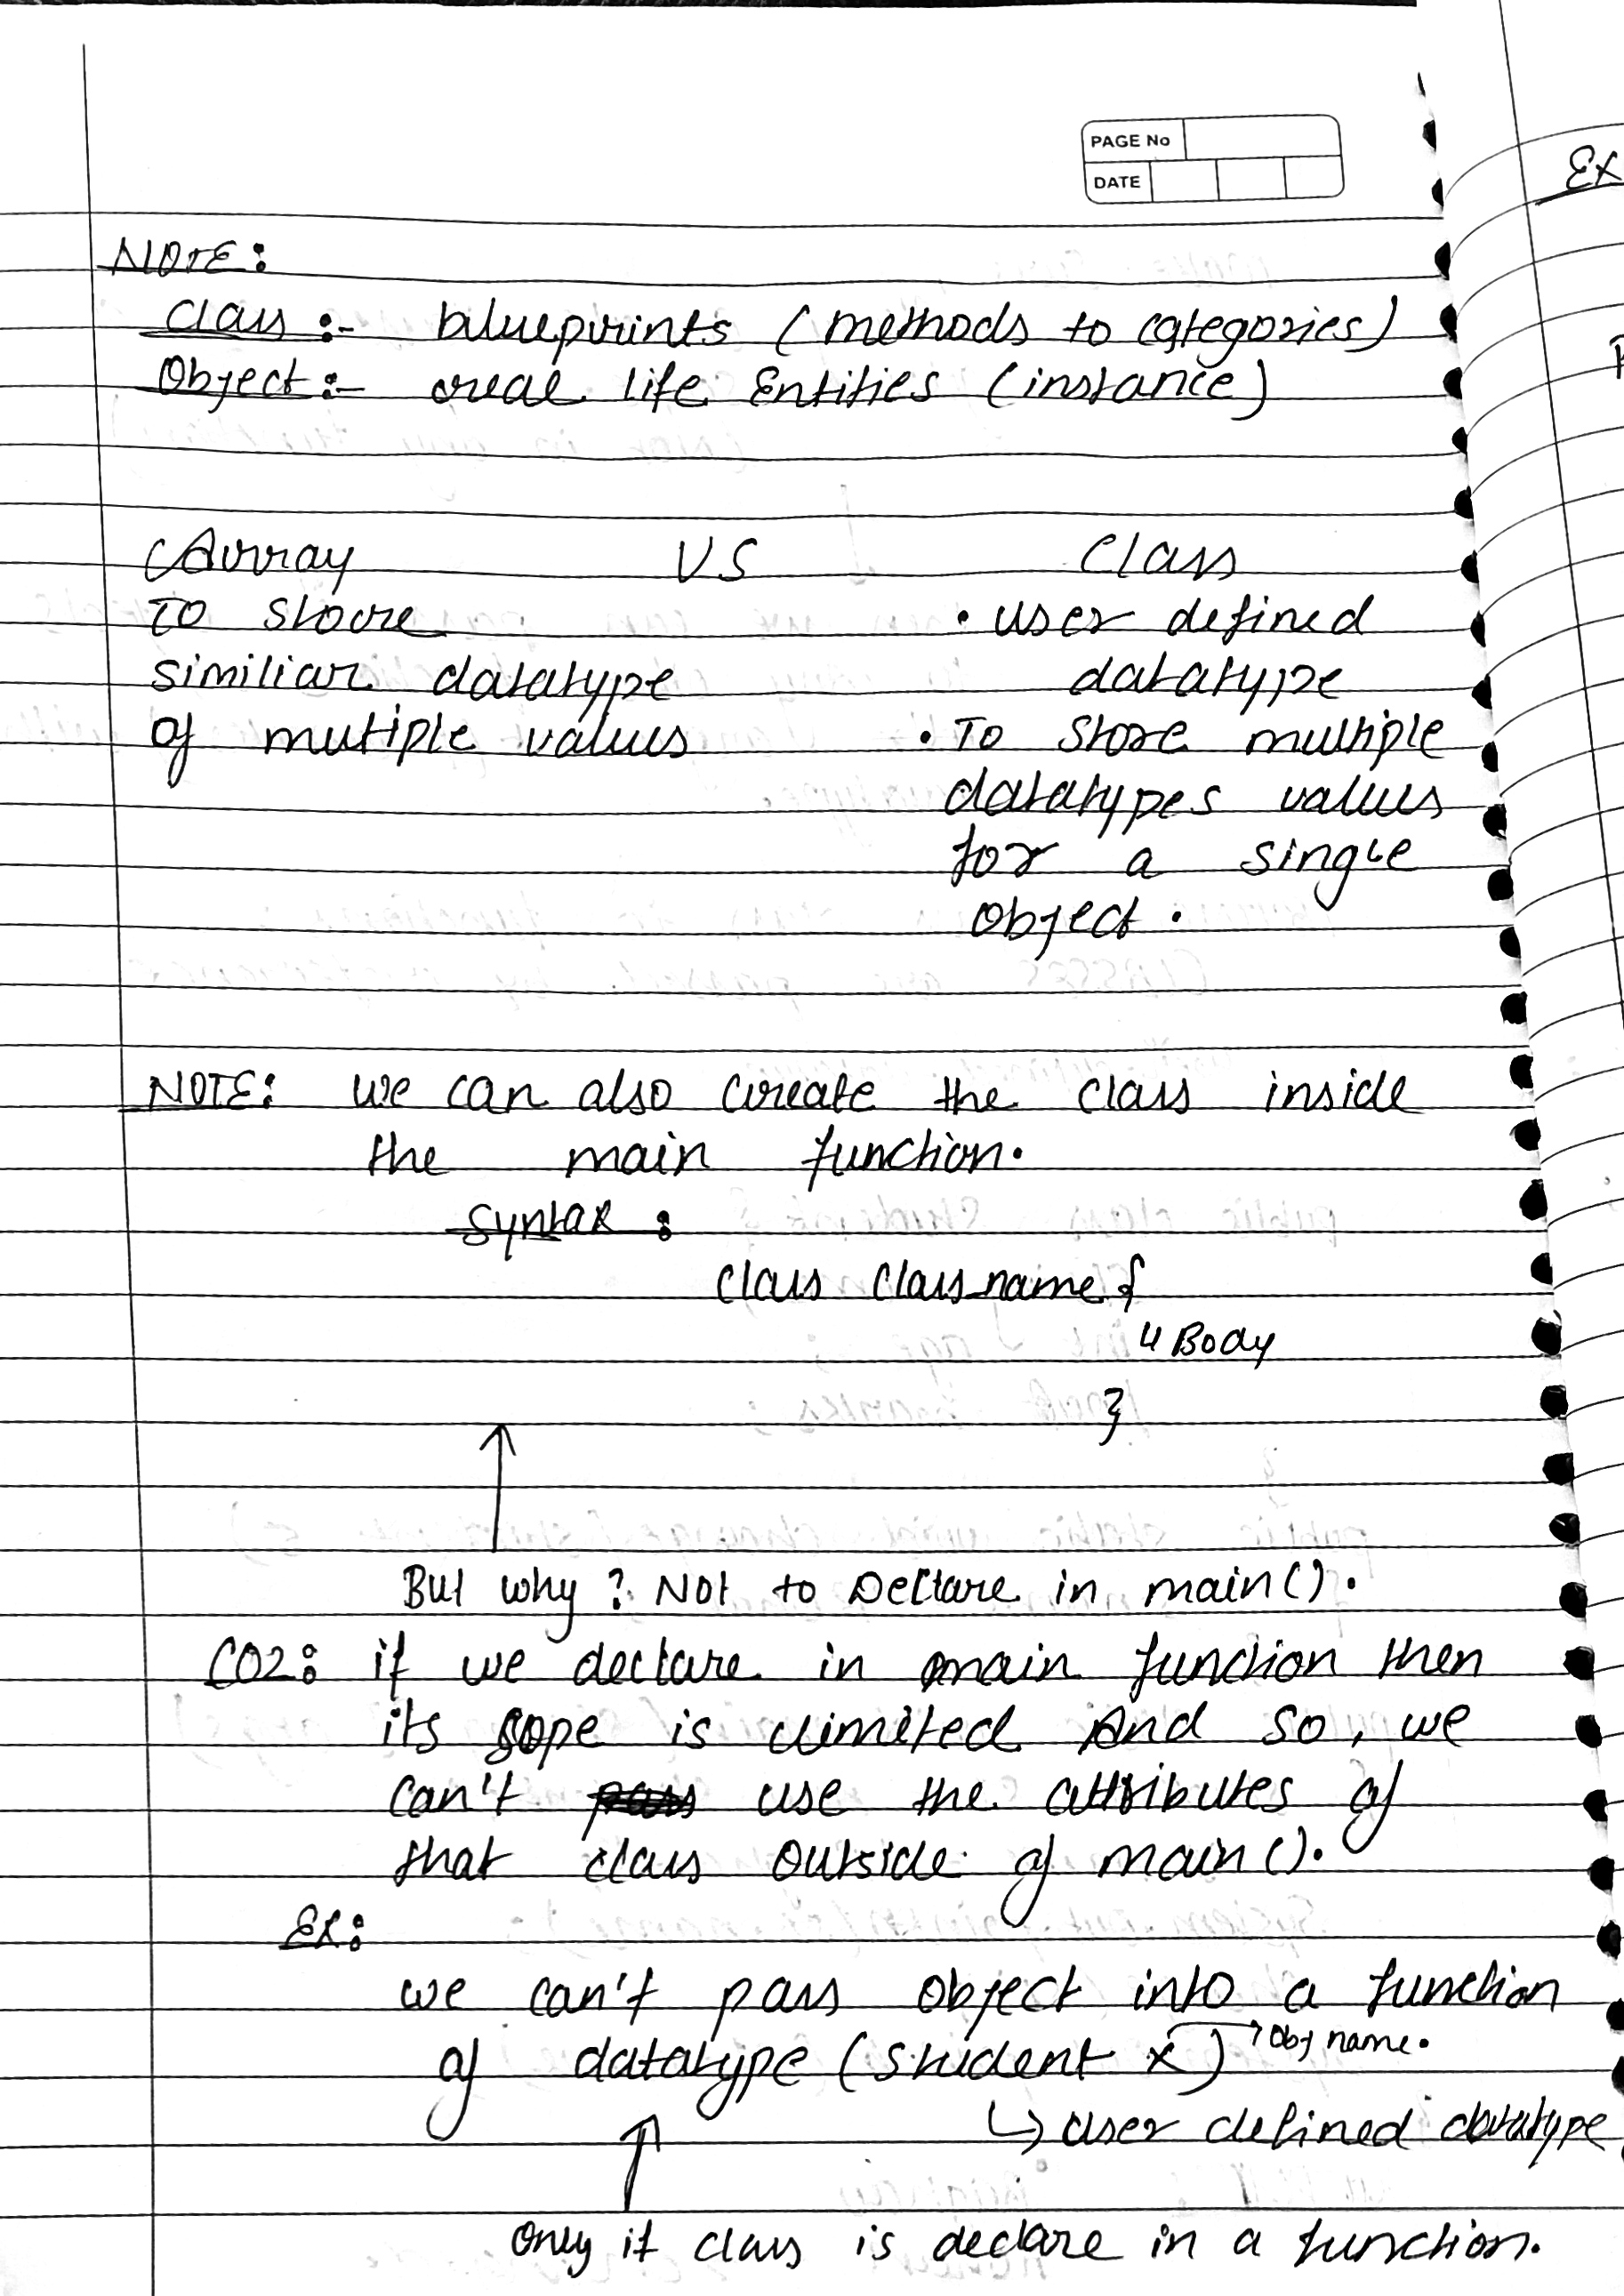 PAGE No
DATE
Ex
NOTE:
Class :- blueprints (methods to categories)
Object :- real life Entities (instance)
Array VS Class
To store
similiar datatype
of mutiple values
• user defined
datatype
• To store multiple
datatypes values
for a single
object.
NOTE: we can also create the class inside
the main function.
Syntax :
class Classname {
// Body
}
But why? Not to Declare in main().
COZ: if we declare in main function then
its sope is limited And so, we
can't use the attributes of
that class outside of main().
Ex:
we can't pass object into a function
of datatype (student x) → Obj name.
↳ user defined datatype
Only if class is declare in a function.